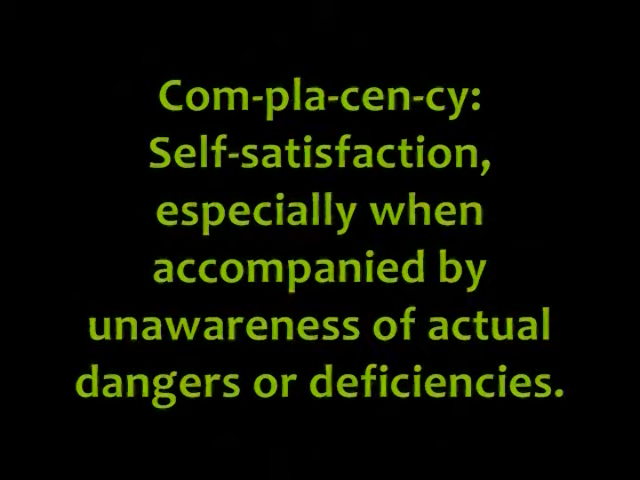 Com-pla-cen-cy:
Self-satisfaction,
especially when
accompanied by
unawareness of actual
dangers or deficiencies.